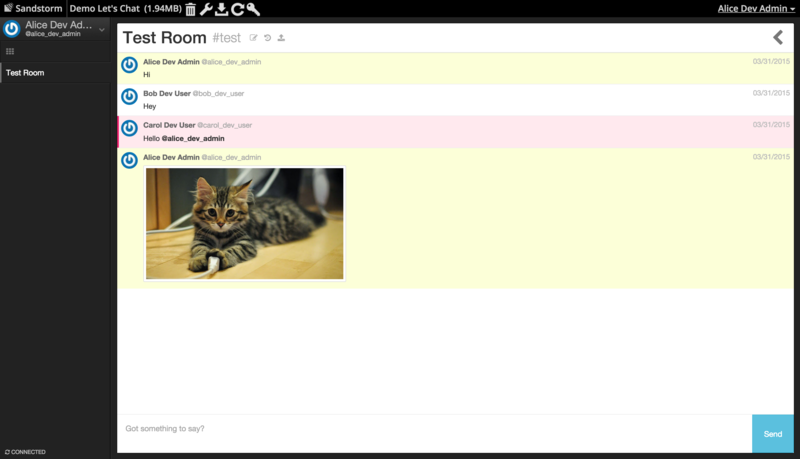 Sandstorm
Demo Let's Chat (1.94MB)
Alice Dev Admin
Alice Dev Ad...
@alice_dev_admin
Test Room
CONNECTED
Test Room #test
Alice Dev Admin @alice_dev_admin 03/31/2015
Hi
Bob Dev User @bob_dev_user 03/31/2015
Hey
Carol Dev User @carol_dev_user 03/31/2015
Hello @alice_dev_admin
Alice Dev Admin @alice_dev_admin 03/31/2015
Got something to say?
Send